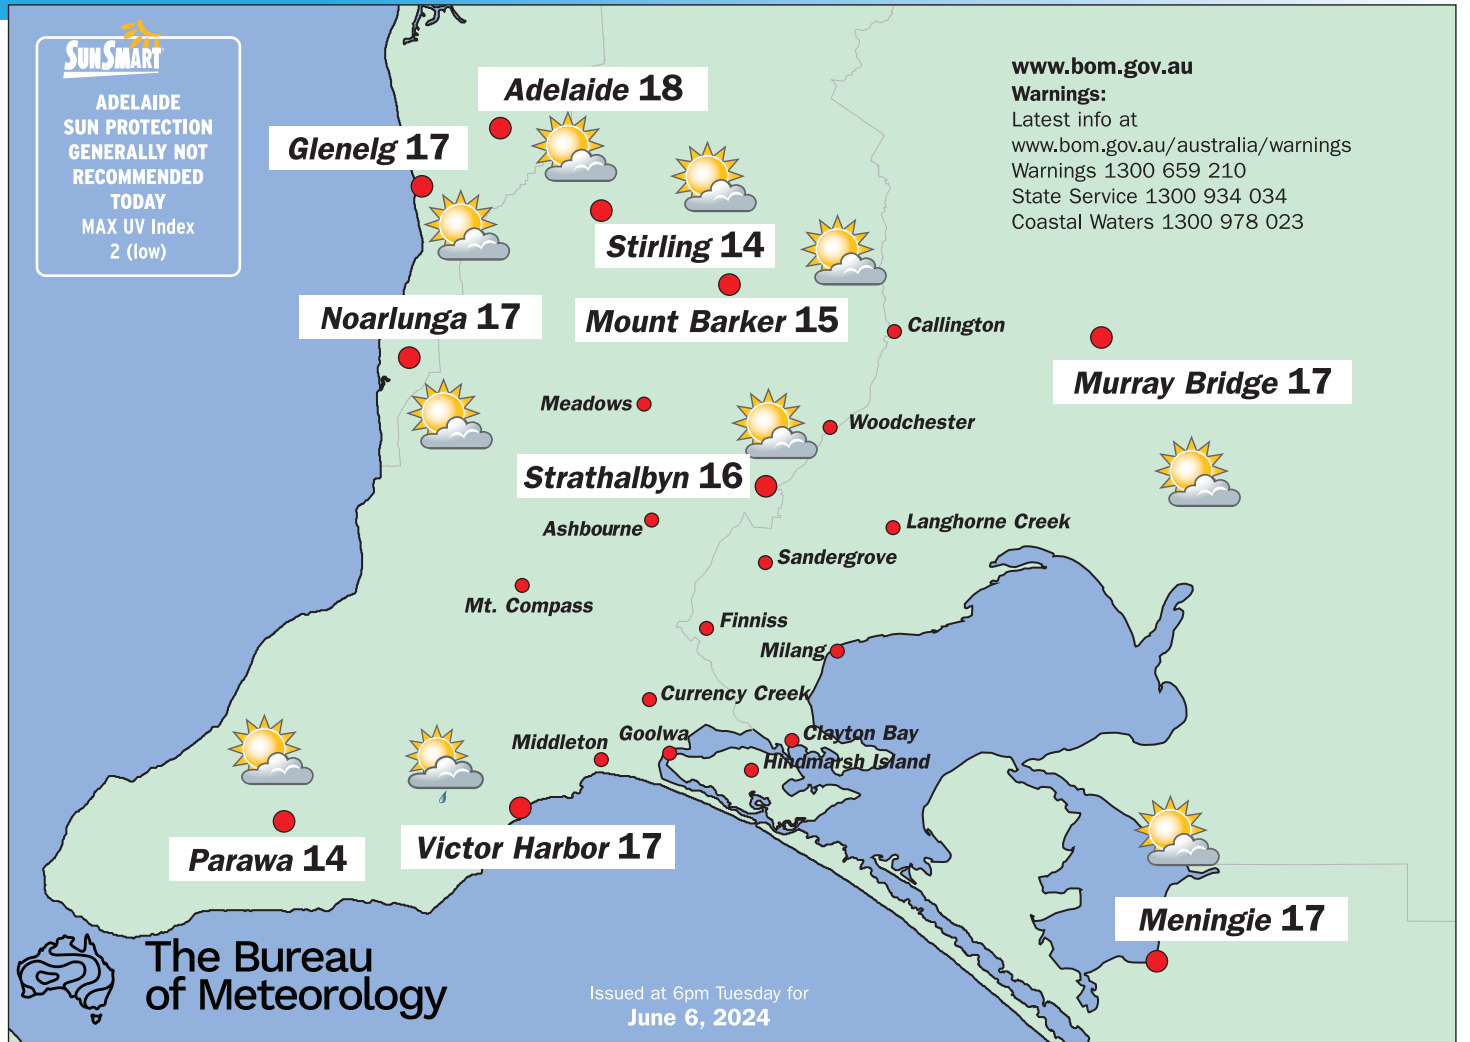 SUNSMART
ADELAIDE
SUN PROTECTION
GENERALLY NOT
RECOMMENDED
TODAY
MAX UV Index
2 (low)
www.bom.gov.au
Warnings:
Latest info at
www.bom.gov.au/australia/warnings
Warnings 1300 659 210
State Service 1300 934 034
Coastal Waters 1300 978 023
Adelaide 18
Glenelg 17
Stirling 14
Noarlunga 17
Mount Barker 15
Callington
Murray Bridge 17
Meadows
Woodchester
Strathalbyn 16
Ashbourne
Langhorne Creek
Sandergrove
Mt. Compass
Finniss
Milang
Currency Creek
Middleton
Goolwa
Clayton Bay
Hindmarsh Island
Parawa 14
Victor Harbor 17
Meningie 17
The Bureau
of Meteorology
Issued at 6pm Tuesday for
June 6, 2024